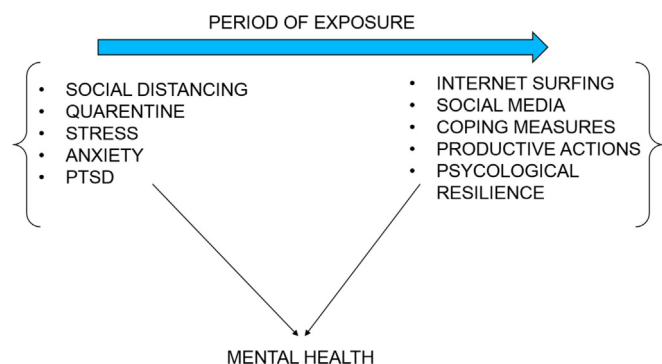 PERIOD OF EXPOSURE
• SOCIAL DISTANCING
• QUARENTINE
• STRESS
• ANXIETY
• PTSD
• INTERNET SURFING
• SOCIAL MEDIA
• COPING MEASURES
• PRODUCTIVE ACTIONS
• PSYCOLOGICAL
RESILIENCE
MENTAL HEALTH